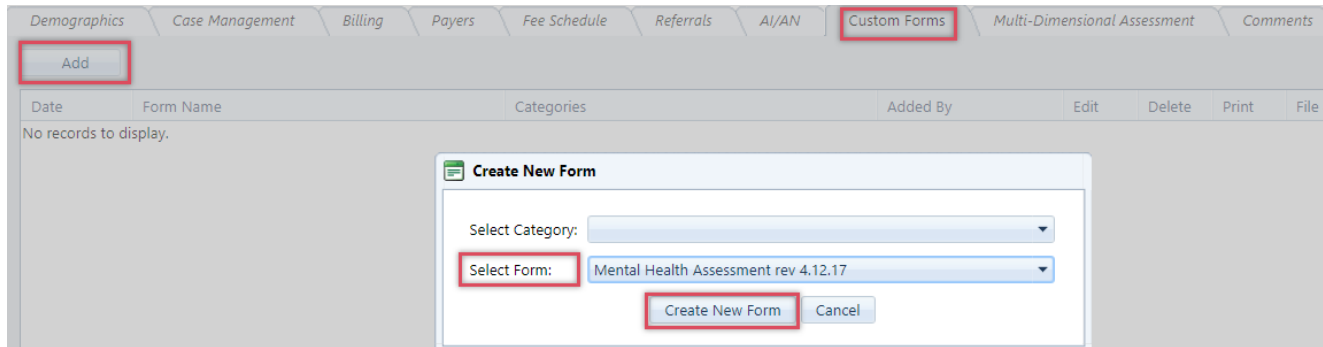 Demographics Case Management Billing Payers Fee Schedule Referrals AI/AN Custom Forms Multi-Dimensional Assessment Comments
Add
Date Form Name Categories Added By Edit Delete Print File
No records to display.
Create New Form
Select Category:
Select Form: Mental Health Assessment rev 4.12.17
Create New Form Cancel